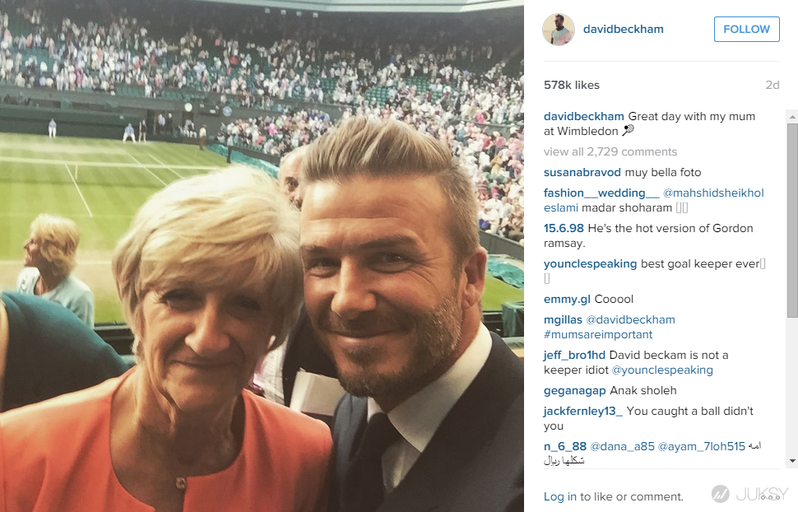 davidbeckham
FOLLOW
578k likes
2d
davidbeckham Great day with my mum
at Wimbledon
view all 2,729 comments
susanabravod muy bella foto
fashion__wedding__ @mahshidsheikhol
eslami madar shoharam
15.6.98 He's the hot version of Gordon
ramsay.
younclespeaking best goal keeper ever
emmy.gl Cooool
mgillas @davidbeckham
#mumsareimportant
jeff_bro1hd David beckam is not a
keeper idiot @younclespeaking
geganagap Anak sholeh
jackfernley13_ You caught a ball didn't
you
n_6_88 @dana_a85 @ayam_7loh515 امه
شكلها ريال
Log in to like or comment.
JUKSY